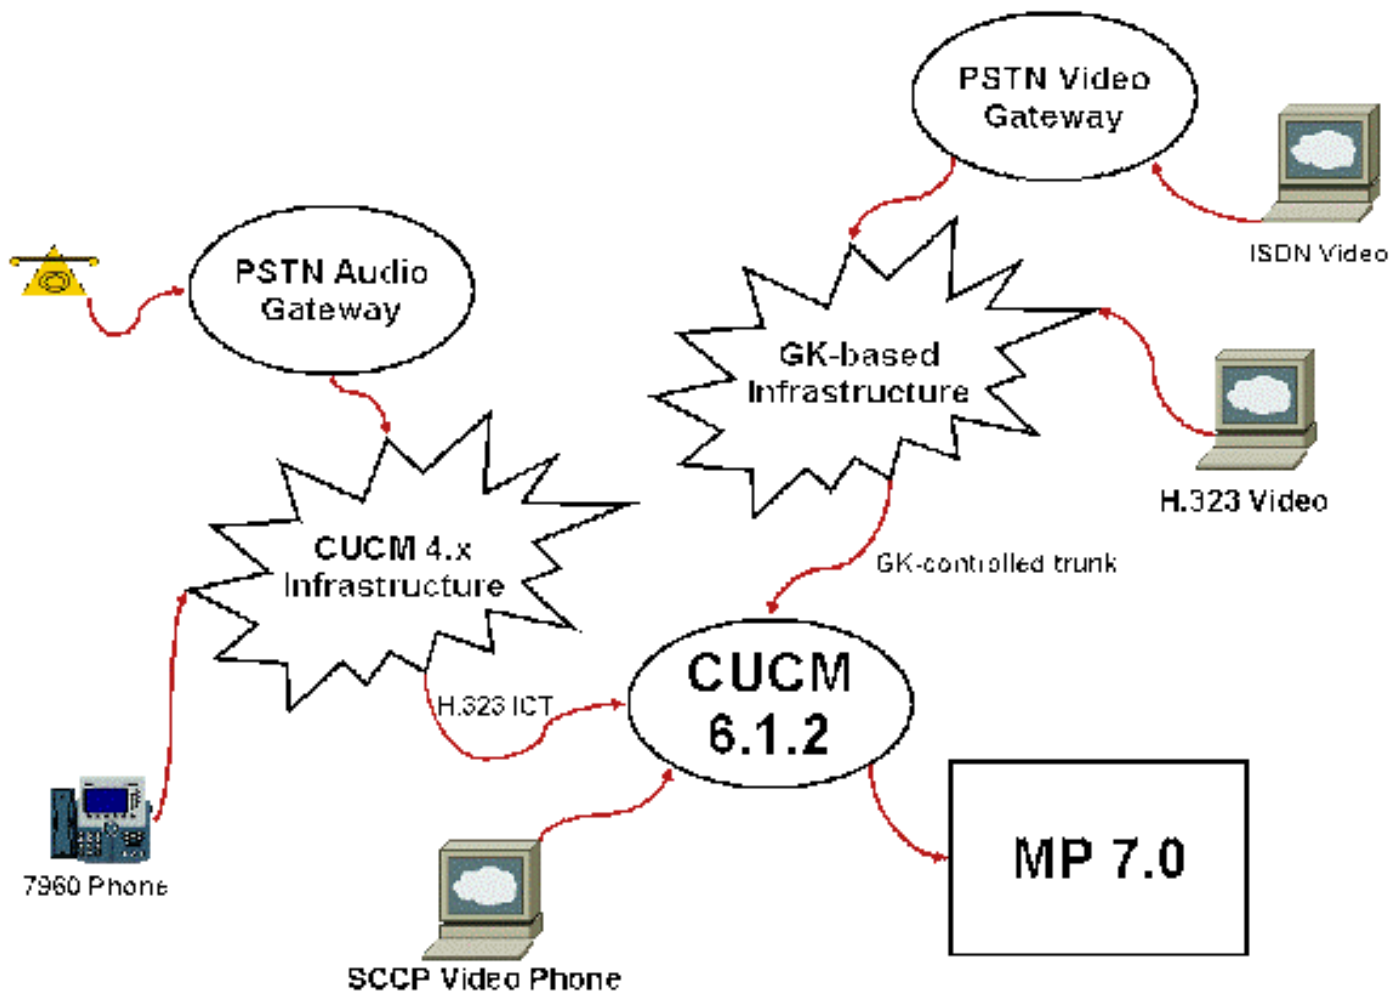 PSTN Video
Gateway
ISDN Video
PSTN Audio
Gateway
GK-based
Infrastructure
H.323 Video
CUCM 4.x
Infrastructure
GK-controlled trunk
H.323 ICT
CUCM
6.1.2
MP 7.0
7960 Phone
SCCP Video Phone